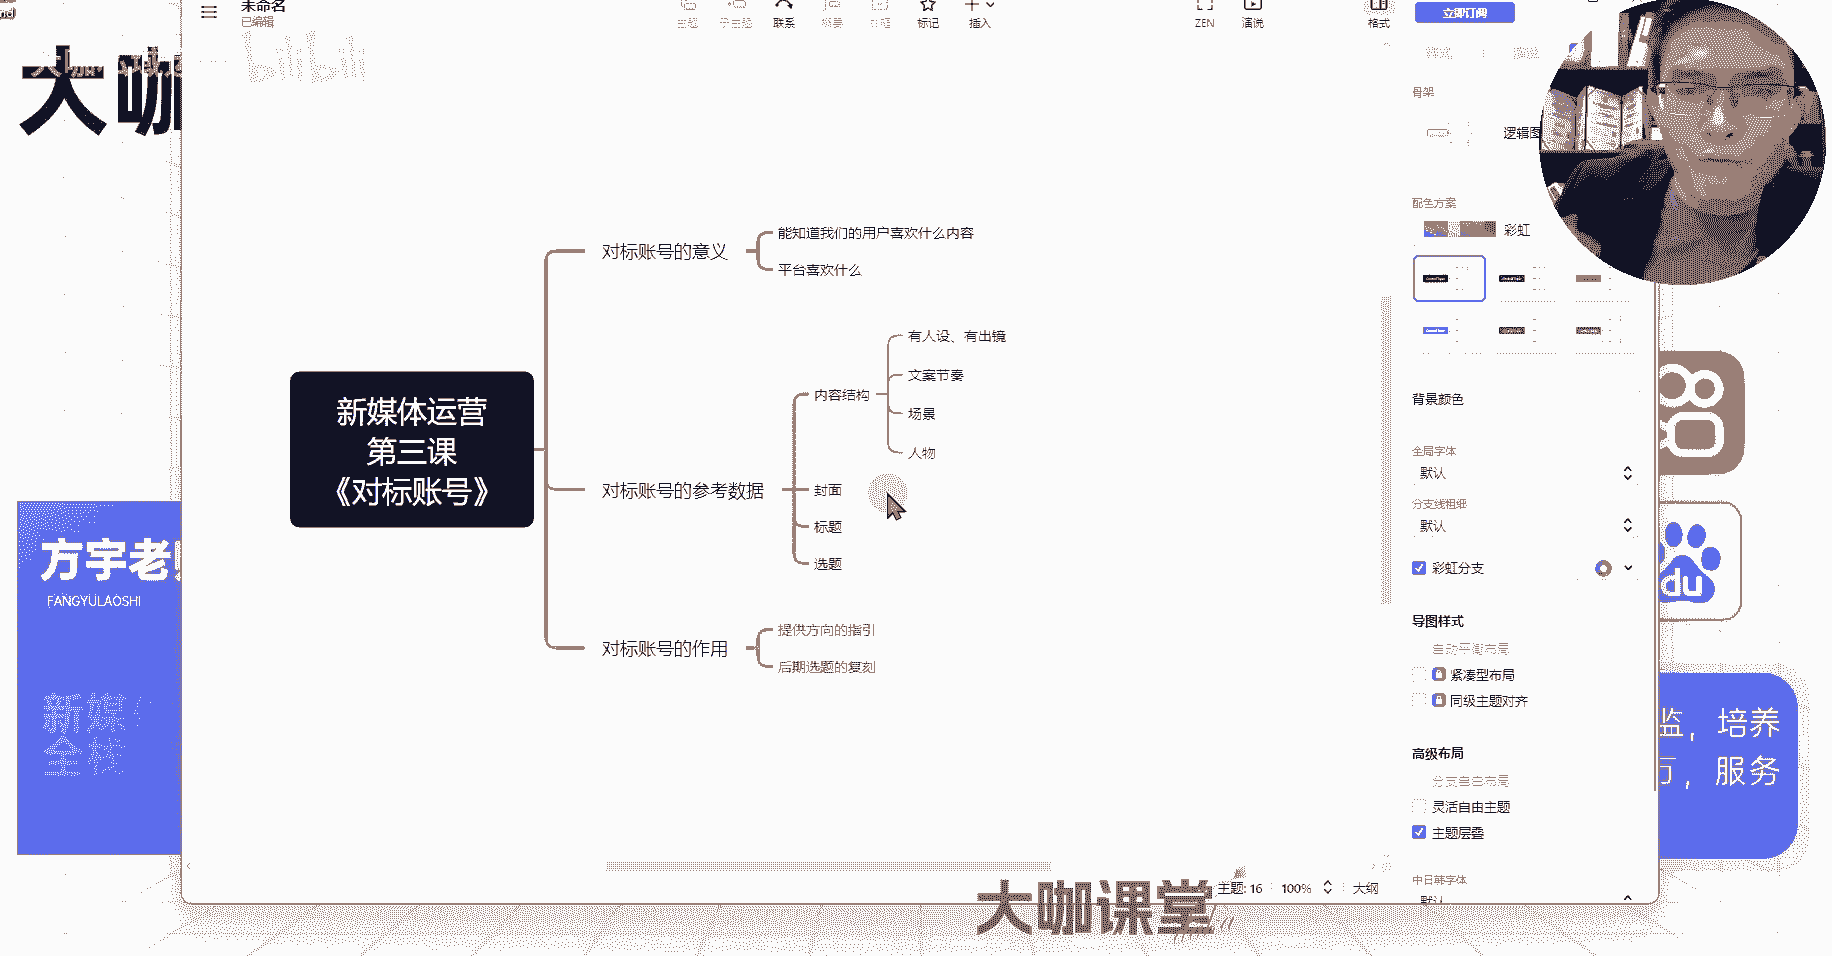 未命名
已编辑
主题
子主题
联系
概要
外框
标记
插入
ZEN
演说
格式
立即订阅
bilibili
大咖
骨架
逻辑图
配色方案
彩虹
对标账号的意义
能知道我们的用户喜欢什么内容
平台喜欢什么
新媒体运营
第三课
《对标账号》
对标账号的参考数据
内容结构
有人设、有出镜
文案节奏
场景
人物
封面
标题
选题
对标账号的作用
提供方向的指引
后期选题的复刻
背景颜色
全局字体
默认
分支线粗细
默认
彩虹分支
导图样式
自动平衡布局
紧凑型布局
同级主题对齐
高级布局
分支自由布局
灵活自由主题
主题层叠
中日韩字体
默认
方宇老
FANGYULAOSHI
新媒
全栈
du
监，培养
万，服务
主题: 16
100%
大纲
大咖课堂